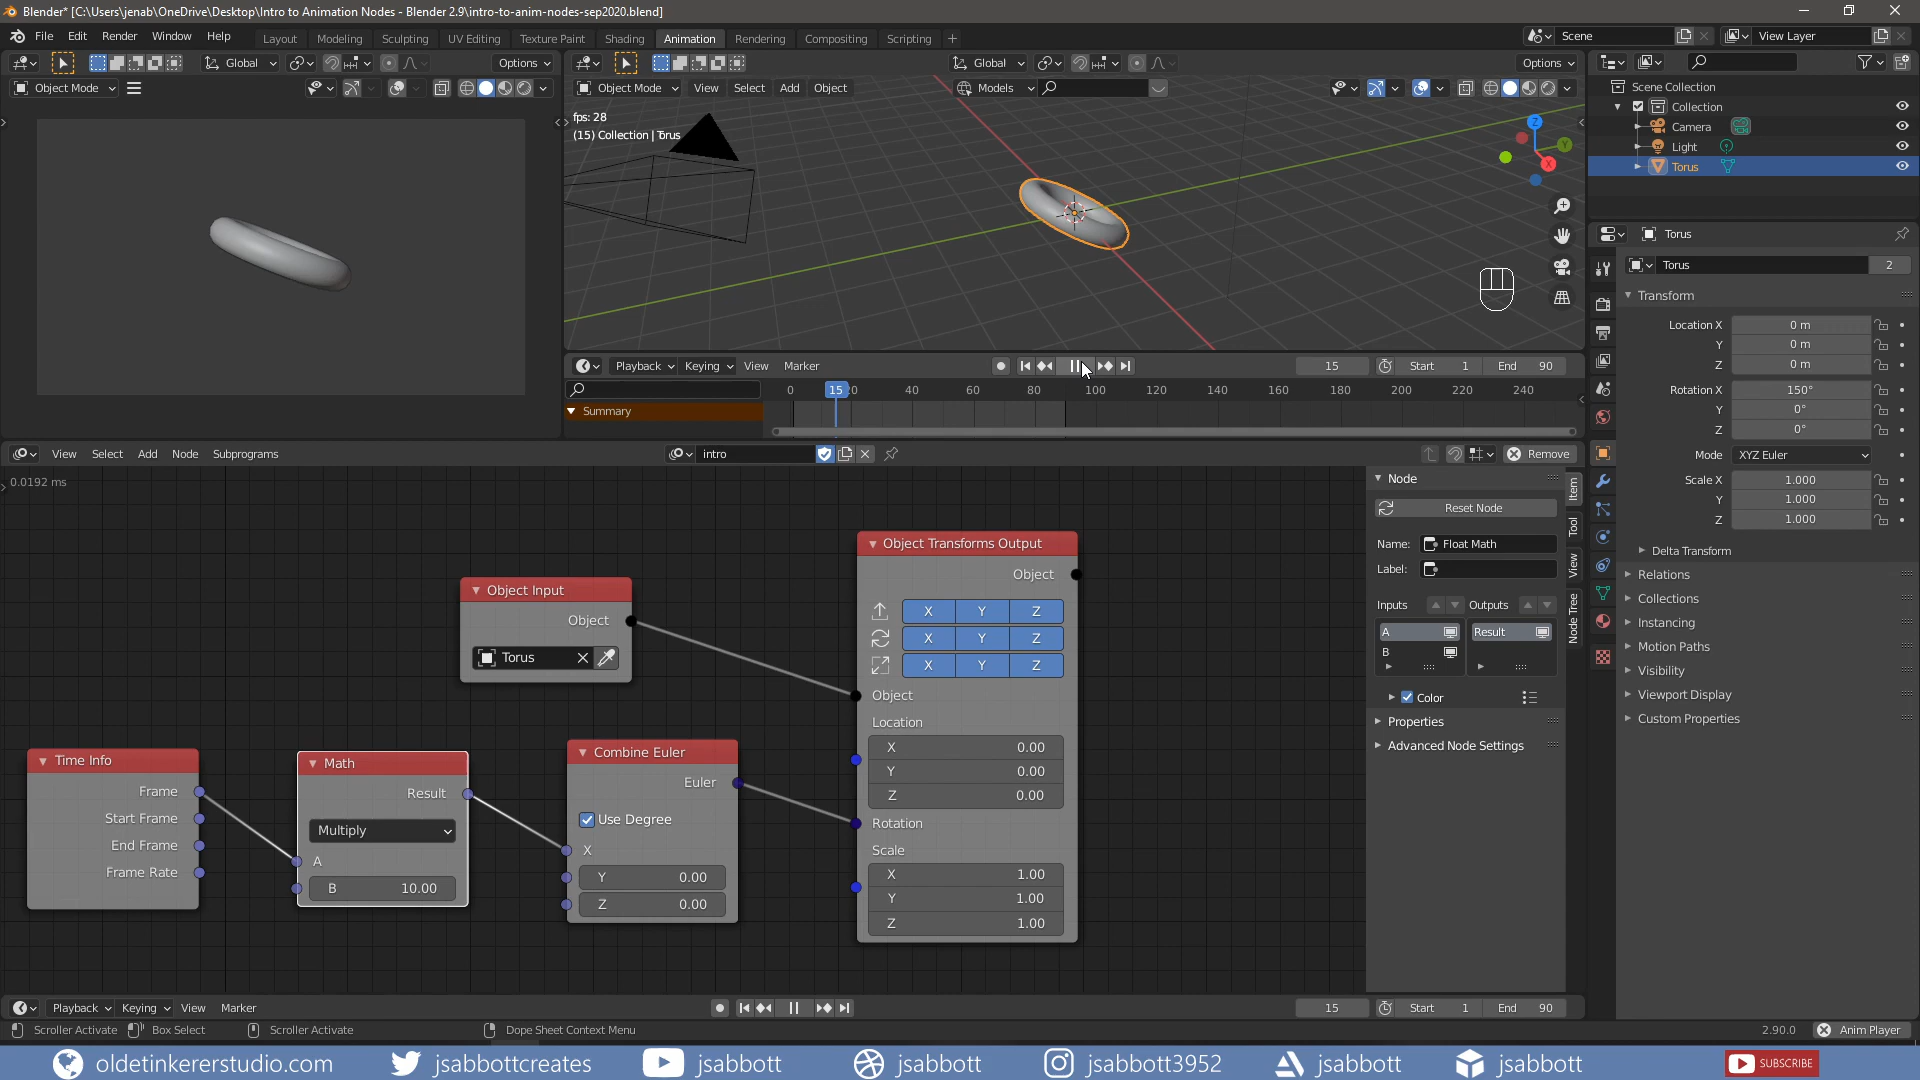 Blender* [C:\Users\jenab\OneDrive\Desktop\Intro to Animation Nodes - Blender 2.9\intro-to-anim-nodes-sep2020.blend]
File Edit Render Window Help Layout Modeling Sculpting UV Editing Texture Paint Shading Animation Rendering Compositing Scripting + Scene View Layer
Global Options Global Options
Object Mode Object Mode View Select Add Object Models
fps: 28
(15) Collection | Torus
Z
Y
X
Scene Collection
Collection
Camera
Light
Torus
Torus
Torus 2
Transform
Location X 0 m
Y 0 m
Z 0 m
Rotation X 150°
Y 0°
Z 0°
Mode XYZ Euler
Scale X 1.000
Y 1.000
Z 1.000
Delta Transform
Relations
Collections
Instancing
Motion Paths
Visibility
Viewport Display
Custom Properties
Playback Keying View Marker 15 Start 1 End 90
0 15 20 40 60 80 100 120 140 160 180 200 220 240
Summary
View Select Add Node Subprograms intro Remove
0.0192 ms
Object Input
Object
Torus
Time Info
Frame
Start Frame
End Frame
Frame Rate
Math
Result
Multiply
A
B 10.00
Combine Euler
Euler
Use Degree
X
Y 0.00
Z 0.00
Object Transforms Output
Object
X Y Z
X Y Z
X Y Z
Object
Location
X 0.00
Y 0.00
Z 0.00
Rotation
Scale
X 1.00
Y 1.00
Z 1.00
Node
Reset Node
Name: Float Math
Label:
Inputs Outputs
A Result
B
Color
Properties
Advanced Node Settings
Item
Tool
View
Node Tree
Playback Keying View Marker 15 Start 1 End 90
Scroller Activate Box Select Scroller Activate Dope Sheet Context Menu 2.90.0 Anim Player
oldetinkererstudio.com jsabbottcreates jsabbott jsabbott jsabbott3952 jsabbott jsabbott SUBSCRIBE